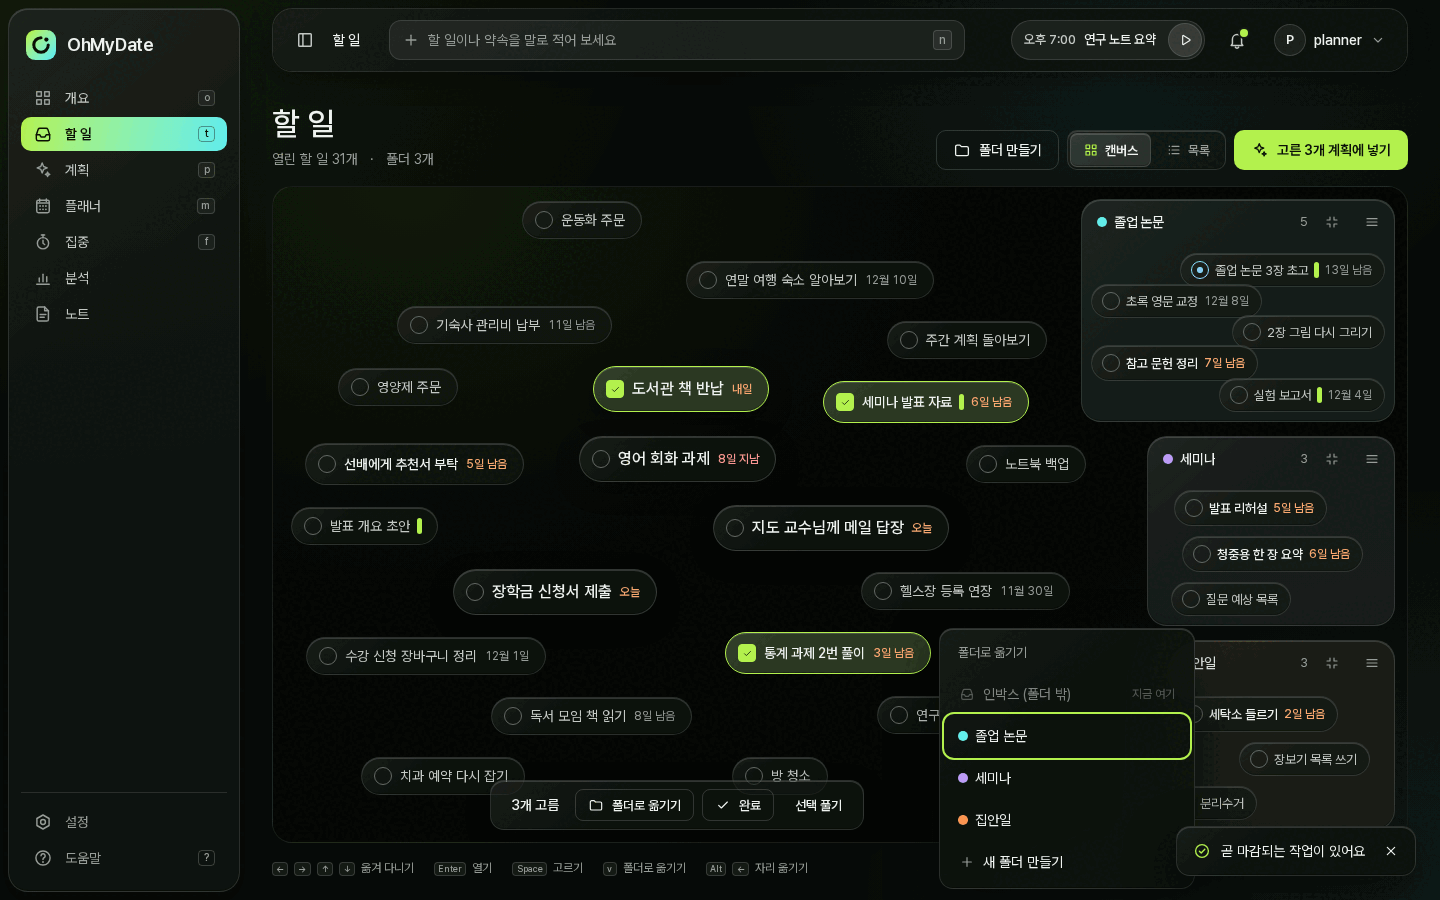 OhMyDate
개요 o
할 일 t
계획 p
플래너 m
집중 f
분석
노트
설정
도움말 ?
할 일
할 일이나 약속을 말로 적어 보세요 n
오후 7:00 연구 노트 요약
P planner
할 일
열린 할 일 31개 · 폴더 3개
폴더 만들기
캔버스
목록
고른 3개 계획에 넣기
운동화 주문
연말 여행 숙소 알아보기 12월 10일
기숙사 관리비 납부 11일 남음
주간 계획 돌아보기
영양제 주문
도서관 책 반납 내일
세미나 발표 자료 6일 남음
선배에게 추천서 부탁 5일 남음
영어 회화 과제 8일 지남
노트북 백업
발표 개요 초안
지도 교수님께 메일 답장 오늘
장학금 신청서 제출 오늘
헬스장 등록 연장 11월 30일
수강 신청 장바구니 정리 12월 1일
통계 과제 2번 풀이 3일 남음
독서 모임 책 읽기 8일 남음
연구
치과 예약 다시 잡기
방 청소
졸업 논문 5
졸업 논문 3장 초고 13일 남음
초록 영문 교정 12월 8일
2장 그림 다시 그리기
참고 문헌 정리 7일 남음
실험 보고서 12월 4일
세미나 3
발표 리허설 5일 남음
청중용 한 장 요약 6일 남음
질문 예상 목록
안일 3
세탁소 들르기 2일 남음
장보기 목록 쓰기
분리수거
폴더로 옮기기
인박스 (폴더 밖) 지금 여기
졸업 논문
세미나
집안일
새 폴더 만들기
3개 고름
폴더로 옮기기
완료
선택 풀기
← → ↑ ↓ 옮겨 다니기 Enter 열기 Space 고르기 v 폴더로 옮기기 Alt ← 자리 옮기기
곧 마감되는 작업이 있어요